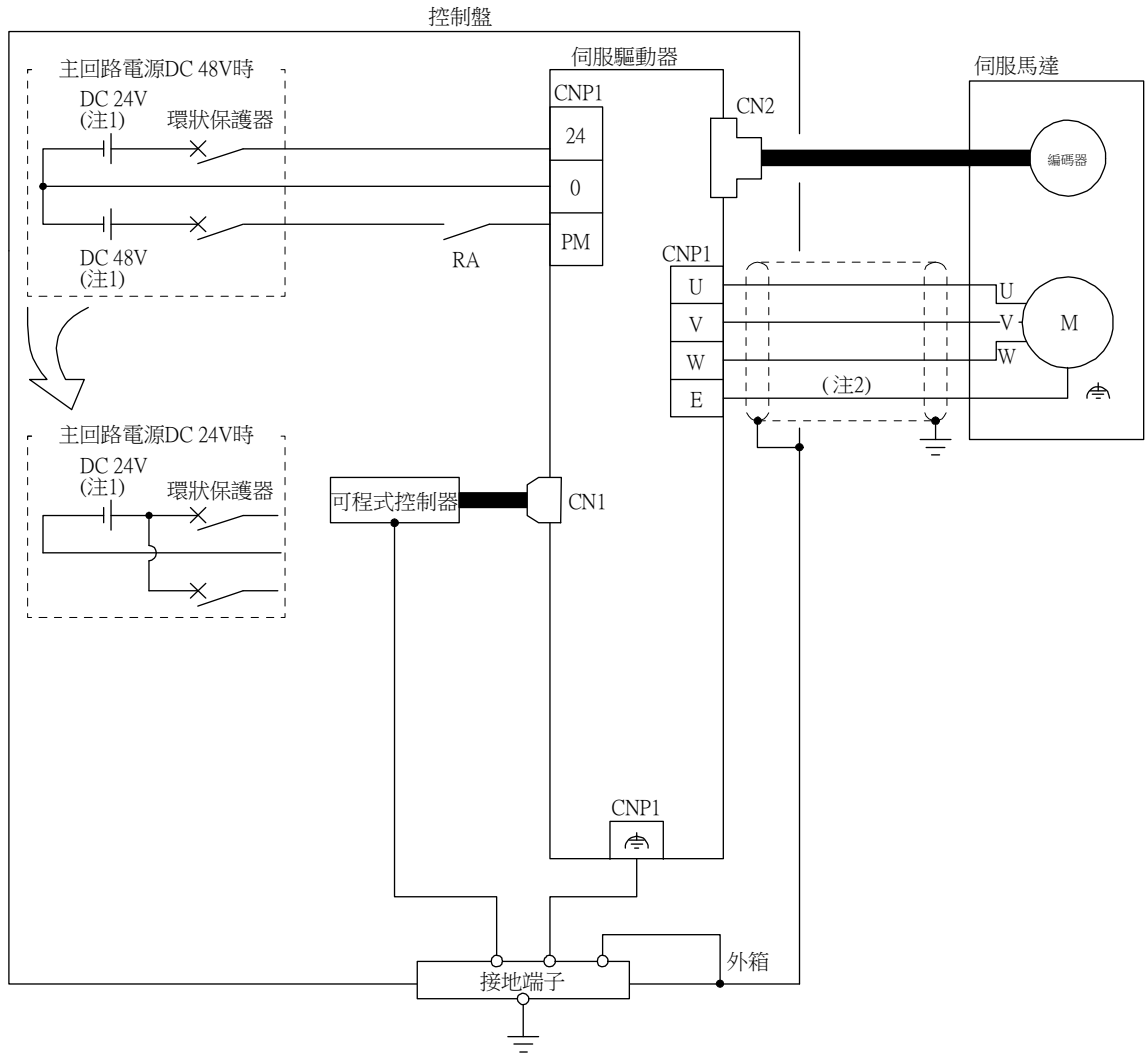 控制盤
主回路電源DC 48V時
DC 24V
(注1)
環狀保護器
DC 48V
(注1)
RA
伺服驅動器
CNP1
24
0
PM
CN2
伺服馬達
編碼器
CNP1
U
V
W
E
U
V
W
M
(注2)
主回路電源DC 24V時
DC 24V
(注1)
環狀保護器
可程式控制器
CN1
CNP1
接地端子
外箱